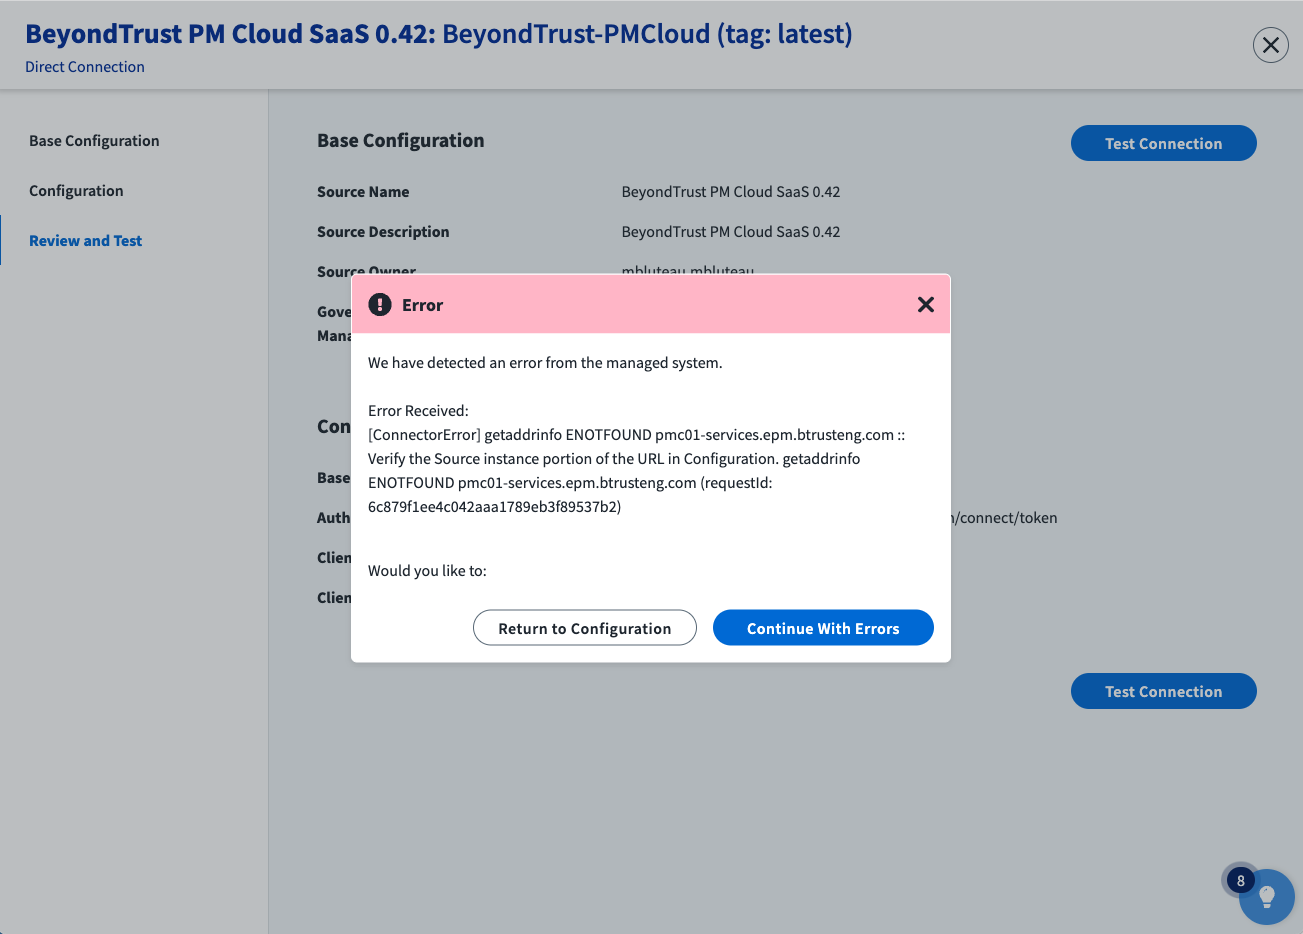 BeyondTrust PM Cloud SaaS 0.42: BeyondTrust-PMCloud (tag: latest)
Direct Connection
Base Configuration
Configuration
Review and Test
Base Configuration
Test Connection
Source Name BeyondTrust PM Cloud SaaS 0.42
Source Description BeyondTrust PM Cloud SaaS 0.42
Source Owner mbluteau mbluteau
Error
We have detected an error from the managed system.
Error Received:
[ConnectorError] getaddrinfo ENOTFOUND pmc01-services.epm.btrusteng.com ::
Verify the Source instance portion of the URL in Configuration. getaddrinfo
ENOTFOUND pmc01-services.epm.btrusteng.com (requestId:
6c879f1ee4c042aaa1789eb3f89537b2)
Would you like to:
Return to Configuration
Continue With Errors
Gove
Mana
Con
Base
Auth /connect/token
Clien
Clien
Test Connection
8